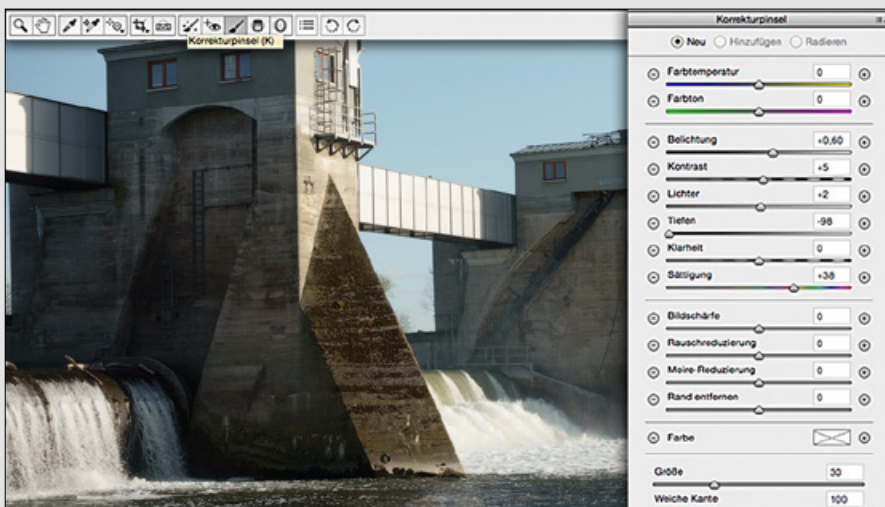 Korrekturpinsel (K)
Korrekturpinsel
Neu Hinzufügen Radieren
Farbtemperatur 0
Farbton 0
Belichtung +0,60
Kontrast +5
Lichter +2
Tiefen -98
Klarheit 0
Sättigung +38
Bildschärfe 0
Rauschreduzierung 0
Moire-Reduzierung 0
Rand entfernen 0
Farbe
Größe 30
Weiche Kante 100